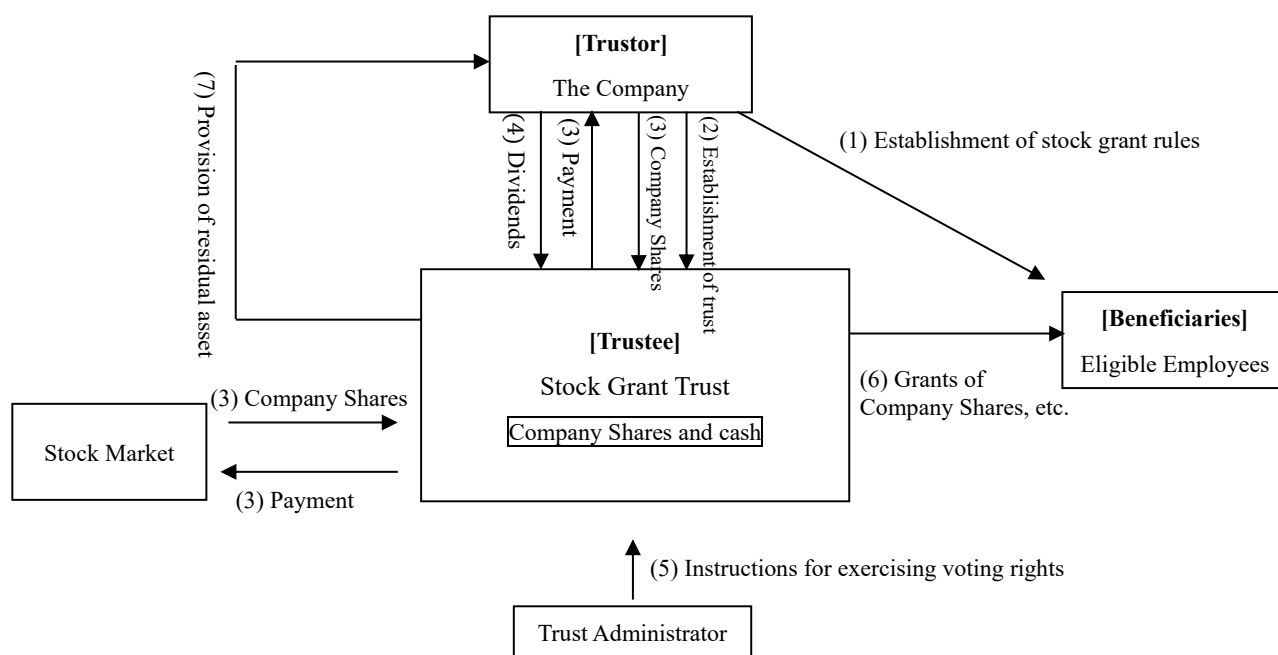 [Trustor]
The Company
(7) Provision of residual asset
(4) Dividends
(3) Payment
(3) Company Shares
(2) Establishment of trust
(1) Establishment of stock grant rules
[Trustee]
Stock Grant Trust
Company Shares and cash
[Beneficiaries]
Eligible Employees
(6) Grants of
Company Shares, etc.
(3) Company Shares
Stock Market
(3) Payment
(5) Instructions for exercising voting rights
Trust Administrator